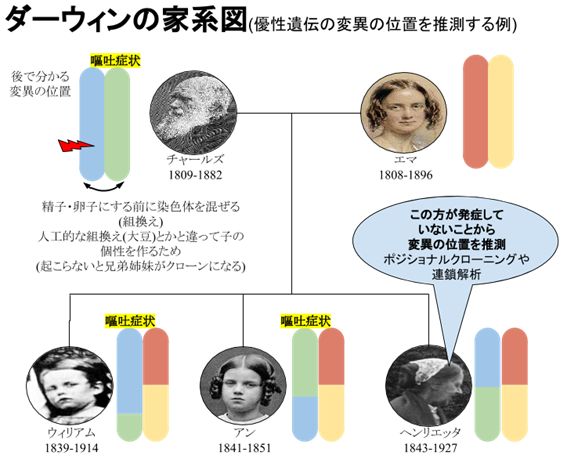 ダーウィンの家系図(優性遺伝の変異の位置を推測する例)
嘔吐症状
後で分かる
変異の位置
チャールズ
1809-1882
エマ
1808-1896
精子・卵子にする前に染色体を混ぜる
(組換え)
人工的な組換え(大豆)とかと違って子の
個性を作るため
(起こらないと兄弟姉妹がクローンになる)
この方が発症して
いないことから
変異の位置を推測
ポジショナルクローニングや
連鎖解析
嘔吐症状
嘔吐症状
ウィリアム
1839-1914
アン
1841-1851
ヘンリエッタ
1843-1927